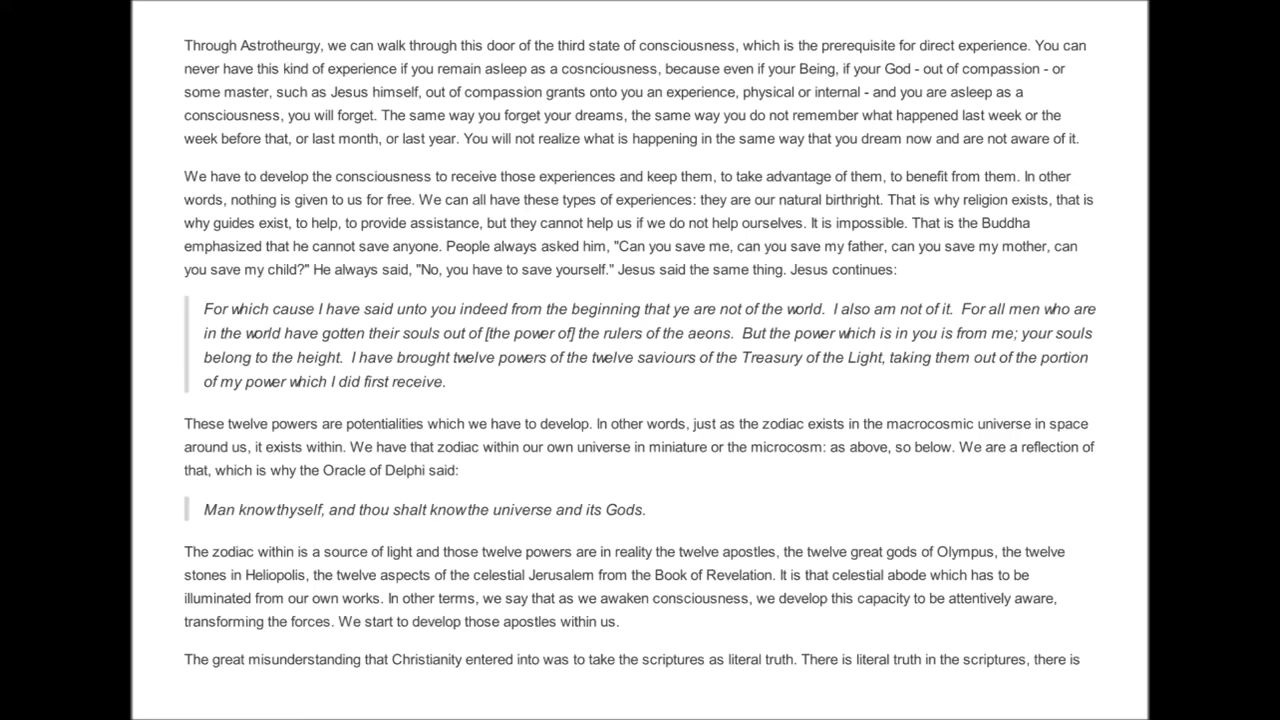 Through Astrotheurgy, we can walk through this door of the third state of consciousness, which is the prerequisite for direct experience. You can
never have this kind of experience if you remain asleep as a cosnciousness, because even if your Being, if your God - out of compassion - or
some master, such as Jesus himself, out of compassion grants onto you an experience, physical or internal - and you are asleep as a
consciousness, you will forget. The same way you forget your dreams, the same way you do not remember what happened last week or the
week before that, or last month, or last year. You will not realize what is happening in the same way that you dream now and are not aware of it.
We have to develop the consciousness to receive those experiences and keep them, to take advantage of them, to benefit from them. In other
words, nothing is given to us for free. We can all have these types of experiences: they are our natural birthright. That is why religion exists, that is
why guides exist, to help, to provide assistance, but they cannot help us if we do not help ourselves. It is impossible. That is the Buddha
emphasized that he cannot save anyone. People always asked him, "Can you save me, can you save my father, can you save my mother, can
you save my child?" He always said, "No, you have to save yourself." Jesus said the same thing. Jesus continues:
For which cause I have said unto you indeed from the beginning that ye are not of the world. I also am not of it. For all men who are
in the world have gotten their souls out of [the power of] the rulers of the aeons. But the power which is in you is from me; your souls
belong to the height. I have brought twelve powers of the twelve saviours of the Treasury of the Light, taking them out of the portion
of my power which I did first receive.
These twelve powers are potentialities which we have to develop. In other words, just as the zodiac exists in the macrocosmic universe in space
around us, it exists within. We have that zodiac within our own universe in miniature or the microcosm: as above, so below. We are a reflection of
that, which is why the Oracle of Delphi said:
Man know thyself, and thou shalt know the universe and its Gods.
The zodiac within is a source of light and those twelve powers are in reality the twelve apostles, the twelve great gods of Olympus, the twelve
stones in Heliopolis, the twelve aspects of the celestial Jerusalem from the Book of Revelation. It is that celestial abode which has to be
illuminated from our own works. In other terms, we say that as we awaken consciousness, we develop this capacity to be attentively aware,
transforming the forces. We start to develop those apostles within us.
The great misunderstanding that Christianity entered into was to take the scriptures as literal truth. There is literal truth in the scriptures, there is